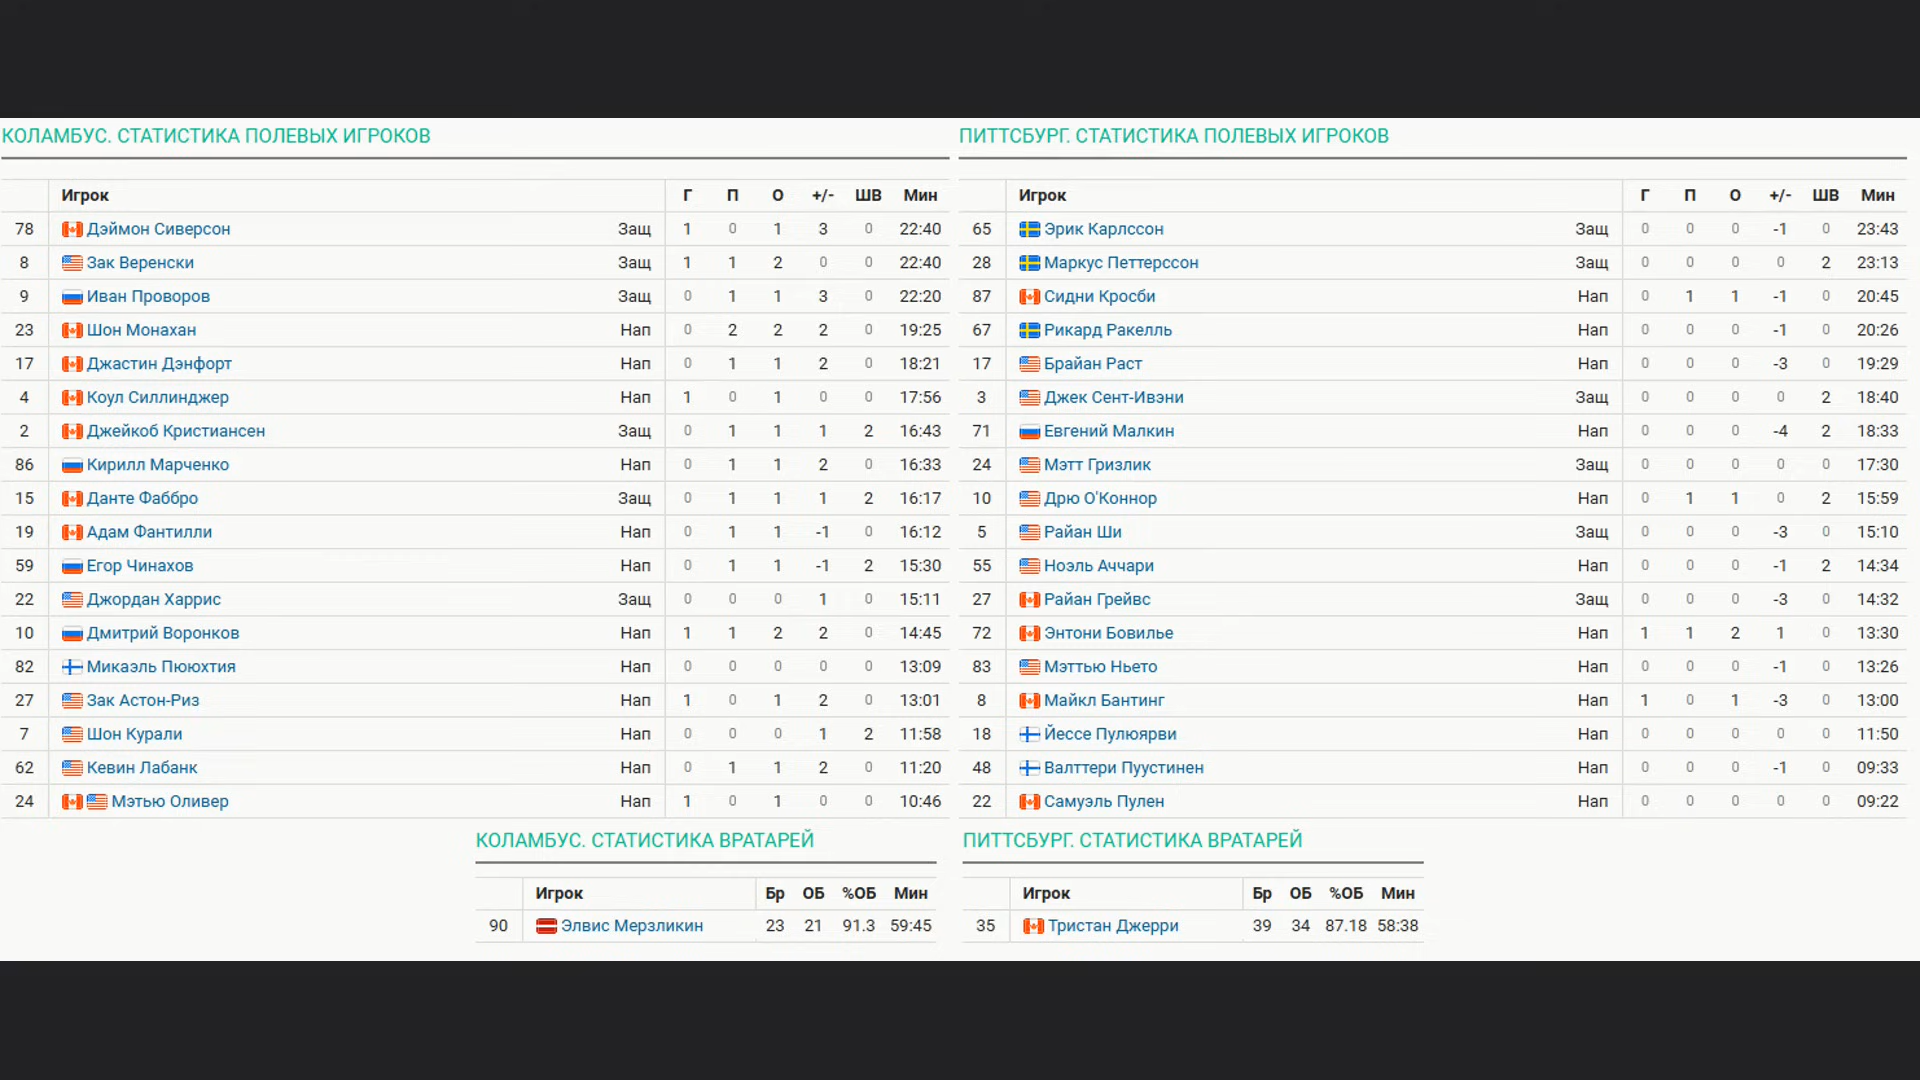 КОЛАМБУС. СТАТИСТИКА ПОЛЕВЫХ ИГРОКОВ
Игрок Г П О +/- ШВ Мин
78 Дэймон Сиверсон Защ 1 0 1 3 0 22:40
8 Зак Веренски Защ 1 1 2 0 0 22:40
9 Иван Проворов Защ 0 1 1 3 0 22:20
23 Шон Монахан Нап 0 2 2 2 0 19:25
17 Джастин Дэнфорт Нап 0 1 1 2 0 18:21
4 Коул Силлинджер Нап 1 0 1 0 0 17:56
2 Джейкоб Кристиансен Защ 0 1 1 1 2 16:43
86 Кирилл Марченко Нап 0 1 1 2 0 16:33
15 Данте Фаббро Защ 0 1 1 1 2 16:17
19 Адам Фантилли Нап 0 1 1 -1 0 16:12
59 Егор Чинахов Нап 0 1 1 -1 2 15:30
22 Джордан Харрис Защ 0 0 0 1 0 15:11
10 Дмитрий Воронков Нап 1 1 2 2 0 14:45
82 Микаэль Пююхтия Нап 0 0 0 0 0 13:09
27 Зак Астон-Риз Нап 1 0 1 2 0 13:01
7 Шон Курали Нап 0 0 0 1 2 11:58
62 Кевин Лабанк Нап 0 1 1 2 0 11:20
24 Мэтью Оливер Нап 1 0 1 0 0 10:46
ПИТТСБУРГ. СТАТИСТИКА ПОЛЕВЫХ ИГРОКОВ
Игрок Г П О +/- ШВ Мин
65 Эрик Карлссон Защ 0 0 0 -1 0 23:43
28 Маркус Петтерссон Защ 0 0 0 0 2 23:13
87 Сидни Кросби Нап 0 1 1 -1 0 20:45
67 Рикард Ракелль Нап 0 0 0 -1 0 20:26
17 Брайан Раст Нап 0 0 0 -3 0 19:29
3 Джек Сент-Ивэни Защ 0 0 0 0 2 18:40
71 Евгений Малкин Нап 0 0 0 -4 2 18:33
24 Мэтт Гризлик Защ 0 0 0 0 0 17:30
10 Дрю О'Коннор Нап 0 1 1 0 2 15:59
5 Райан Ши Защ 0 0 0 -3 0 15:10
55 Ноэль Аччари Нап 0 0 0 -1 2 14:34
27 Райан Грейвс Защ 0 0 0 -3 0 14:32
72 Энтони Бовилье Нап 1 1 2 1 0 13:30
83 Мэттью Ньето Нап 0 0 0 -1 0 13:26
8 Майкл Бантинг Нап 1 0 1 -3 0 13:00
18 Йессе Пулюярви Нап 0 0 0 0 0 11:50
48 Валттери Пуустинен Нап 0 0 0 -1 0 09:33
22 Самуэль Пулен Нап 0 0 0 0 0 09:22
КОЛАМБУС. СТАТИСТИКА ВРАТАРЕЙ
Игрок Бр ОБ %ОБ Мин
90 Элвис Мерзликин 23 21 91.3 59:45
ПИТТСБУРГ. СТАТИСТИКА ВРАТАРЕЙ
Игрок Бр ОБ %ОБ Мин
35 Тристан Джерри 39 34 87.18 58:38